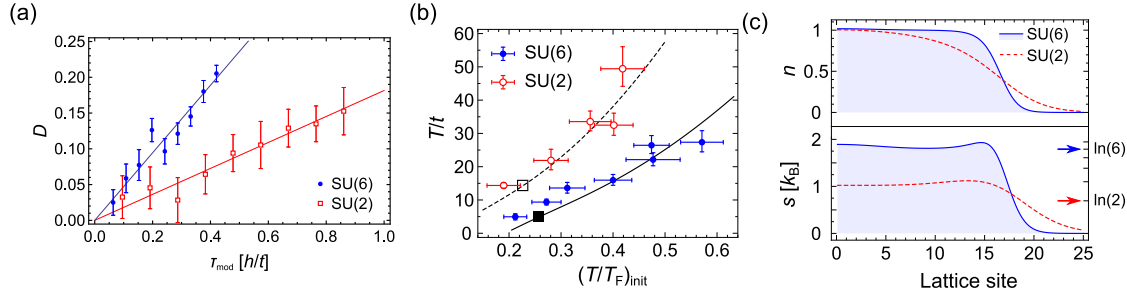 (a)
0.25
0.20
0.15
0.10
0.05
0.00
D
SU(6)
SU(2)
0.0 0.2 0.4 0.6 0.8 1.0
τmod [h/t]
(b)
60
50
40
30
20
10
0
T/t
SU(6)
SU(2)
0.2 0.3 0.4 0.5 0.6
(T/TF)init
(c)
1
0.5
0
n
SU(6)
SU(2)
2
1
0
s [kB]
ln(6)
ln(2)
0 5 10 15 20 25
Lattice site